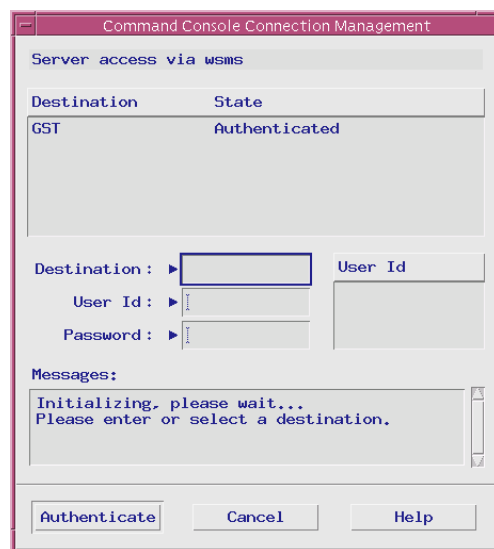 Command Console Connection Management
Server access via wsms
Destination State
GST Authenticated
Destination :
User Id :
Password :
User Id
Messages:
Initializing, please wait...
Please enter or select a destination.
Authenticate Cancel Help